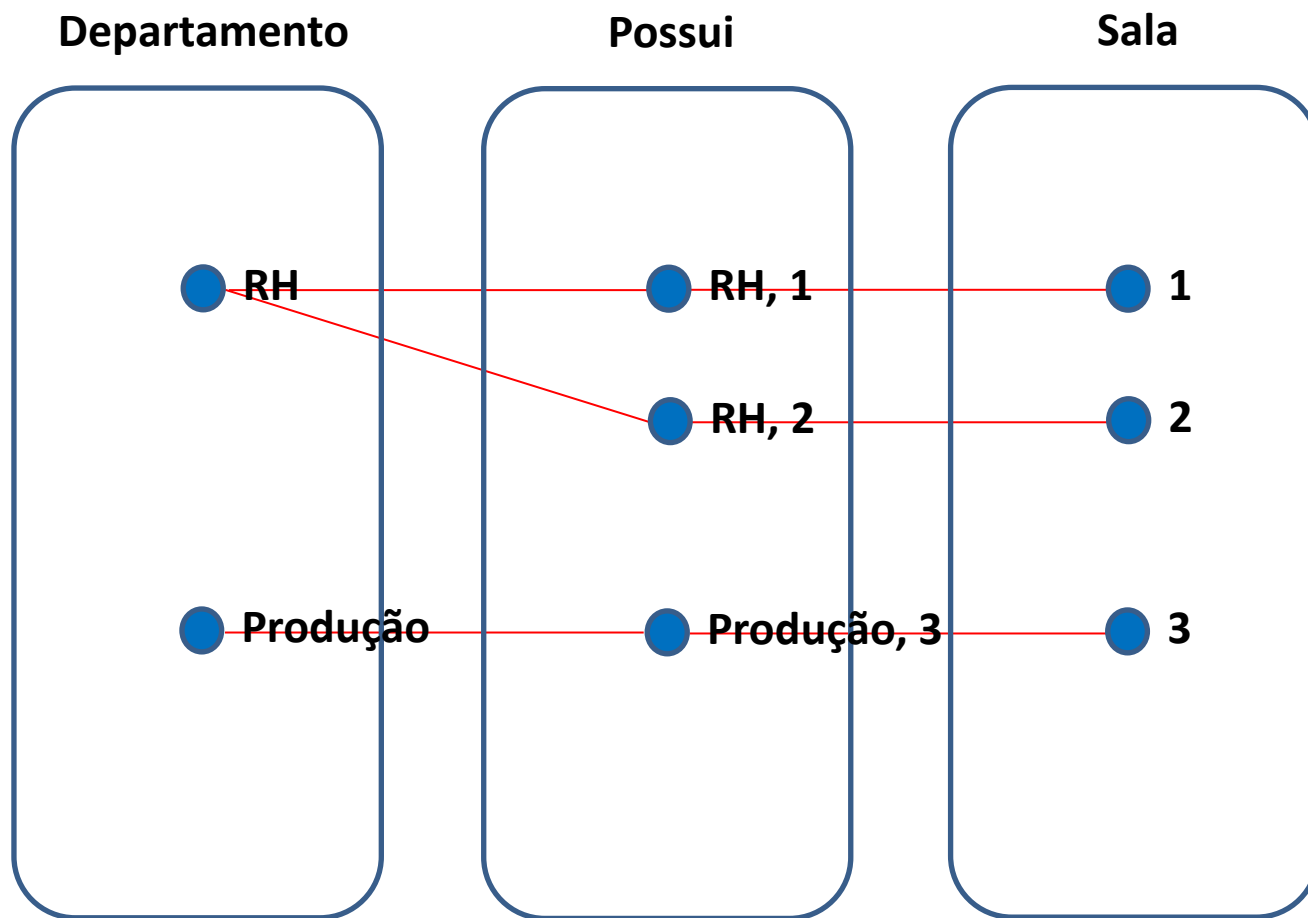 Departamento Possui Sala
RH RH, 1 1
RH, 2 2
Produção Produção, 3 3